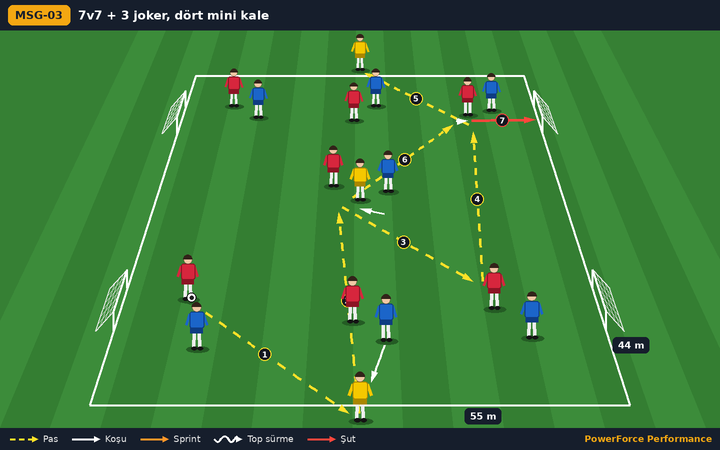 MSG-03 7v7 + 3 joker, dört mini kale
5
7
6
4
3
1
44 m
55 m
Pas Koşu Sprint Top sürme Şut PowerForce Performance